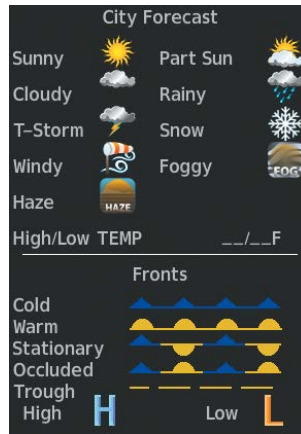 City Forecast
Sunny Part Sun
Cloudy Rainy
T-Storm Snow
Windy Foggy
FOG
Haze
HAZE
High/Low TEMP __/__F
Fronts
Cold
Warm
Stationary
Occluded
Trough
High H Low L